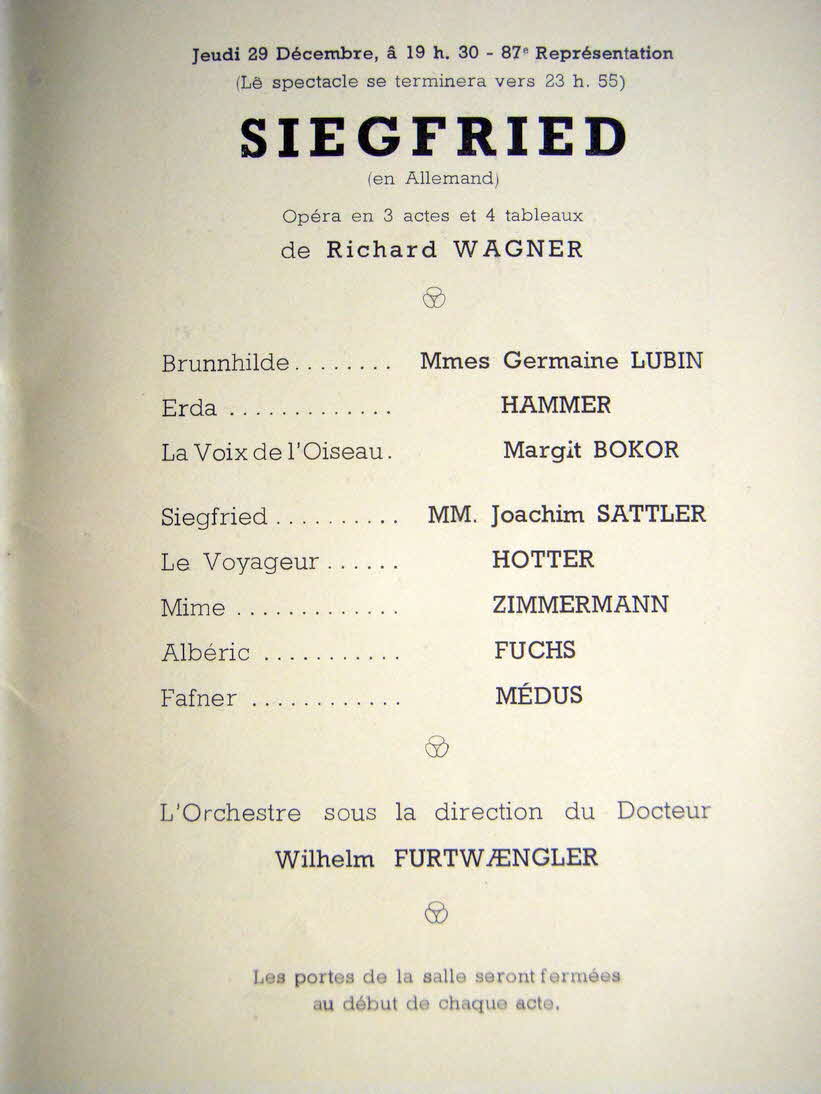 Jeudi 29 Décembre, â 19 h. 30 - 87e Représentation
(Lê spectacle se terminera vers 23 h. 55)
SIEGFRIED
(en Allemand)
Opéra en 3 actes et 4 tableaux
de Richard WAGNER
Brunnhilde........ Mmes Germaine LUBIN
Erda ............. HAMMER
La Voix de l'Oiseau. Margit BOKOR
Siegfried .......... MM. Joachim SATTLER
Le Voyageur ...... HOTTER
Mime ............. ZIMMERMANN
Albéric ........... FUCHS
Fafner ............ MÉDUS
L'Orchestre sous la direction du Docteur
Wilhelm FURTWÆNGLER
Les portes de la salle seront fermées
au début de chaque acte.